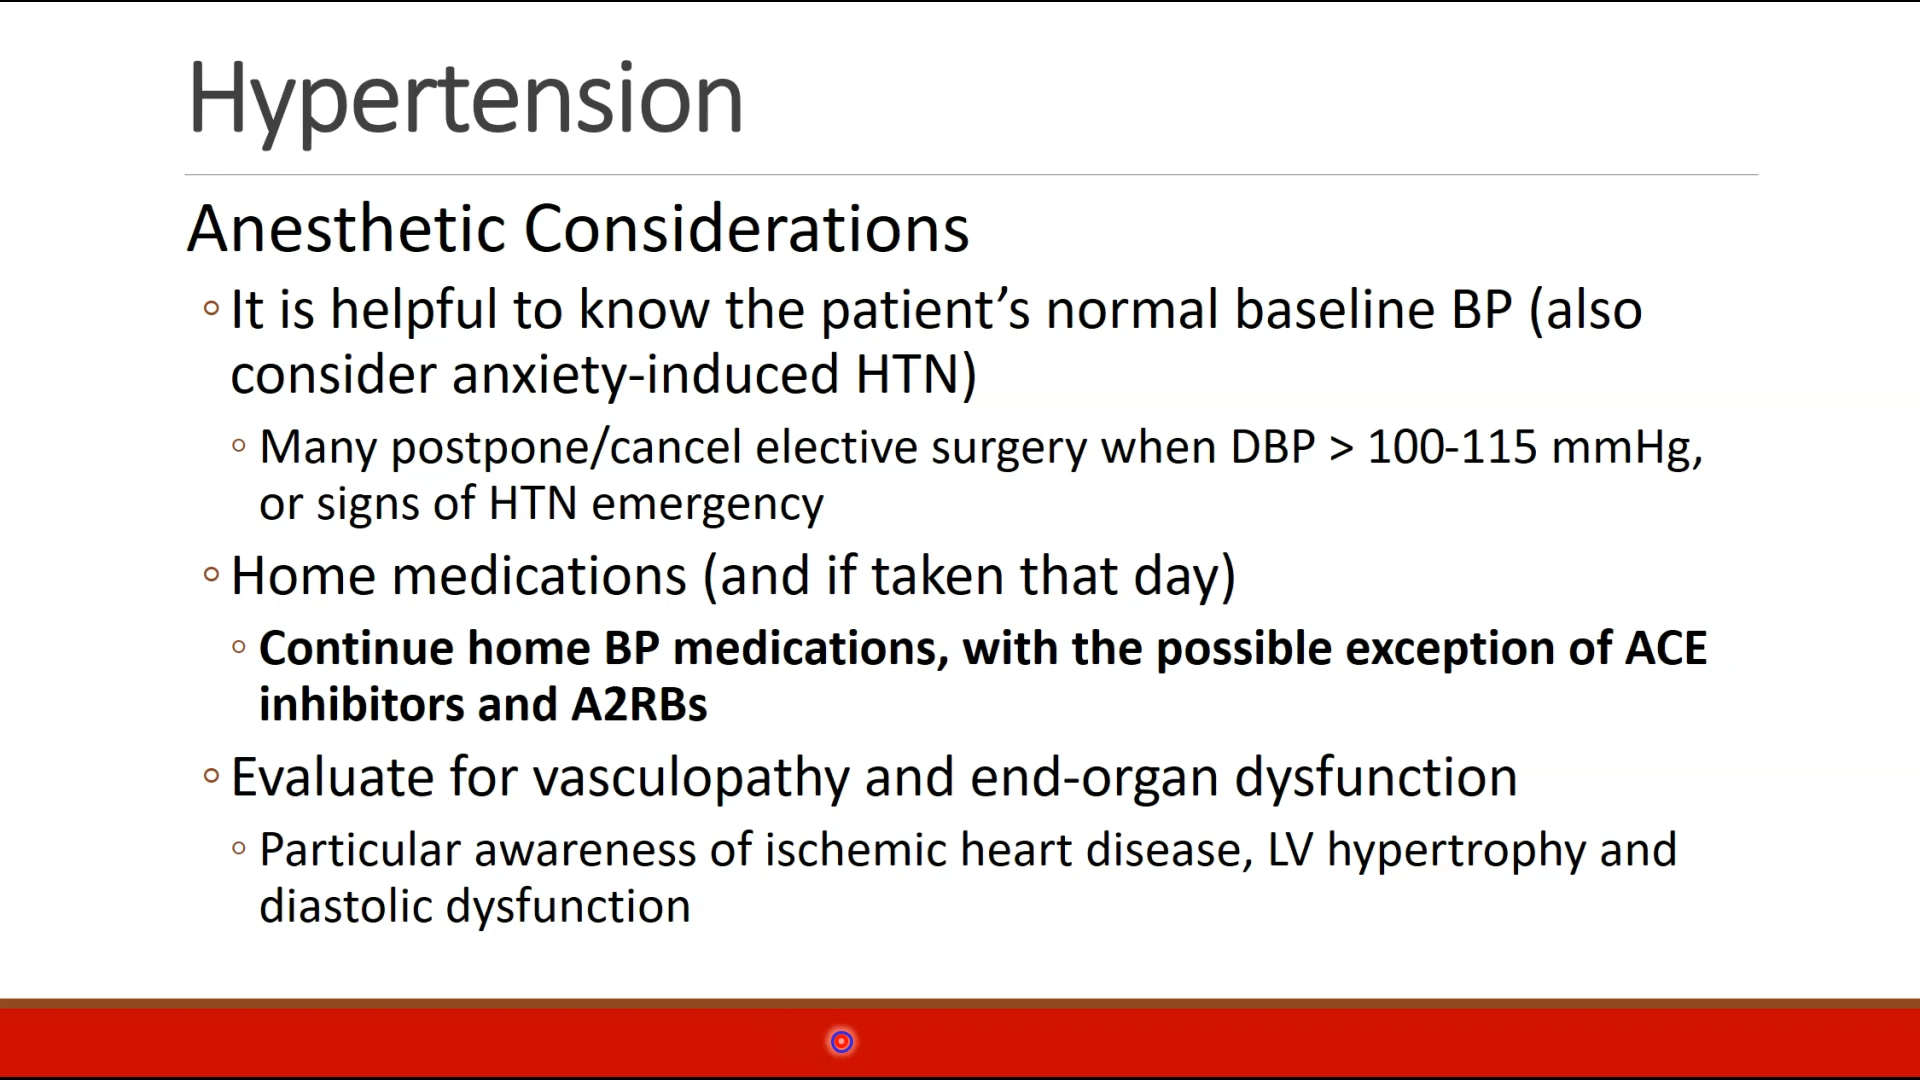 Hypertension
Anesthetic Considerations
◦ It is helpful to know the patient’s normal baseline BP (also
consider anxiety-induced HTN)
◦ Many postpone/cancel elective surgery when DBP > 100-115 mmHg,
or signs of HTN emergency
◦ Home medications (and if taken that day)
◦ Continue home BP medications, with the possible exception of ACE
inhibitors and A2RBs
◦ Evaluate for vasculopathy and end-organ dysfunction
◦ Particular awareness of ischemic heart disease, LV hypertrophy and
diastolic dysfunction